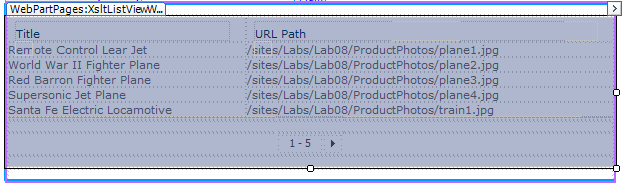 WebPartPages:XsltListViewW...
Title URL Path
Remote Control Lear Jet /sites/Labs/Lab08/ProductPhotos/plane1.jpg
World War II Fighter Plane /sites/Labs/Lab08/ProductPhotos/plane2.jpg
Red Barron Fighter Plane /sites/Labs/Lab08/ProductPhotos/plane3.jpg
Supersonic Jet Plane /sites/Labs/Lab08/ProductPhotos/plane4.jpg
Santa Fe Electric Locamotive /sites/Labs/Lab08/ProductPhotos/train1.jpg
1 - 5